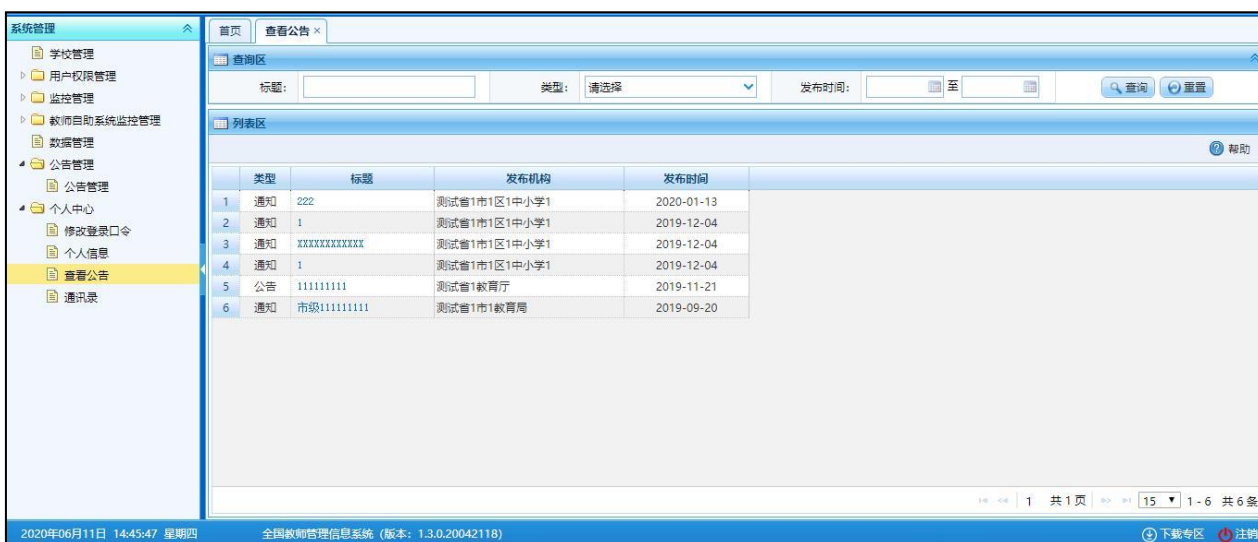 系统管理
学校管理
用户权限管理
监控管理
教师自助系统监控管理
数据管理
公告管理
公告管理
个人中心
修改登录口令
个人信息
查看公告
通讯录
首页 查看公告 ×
查询区
标题: 类型: 请选择 发布时间: 至 查询 重置
列表区
帮助
类型 标题 发布机构 发布时间
1 通知 222 测试省1市1区1中小学1 2020-01-13
2 通知 1 测试省1市1区1中小学1 2019-12-04
3 通知 XXXXXXXXXXXX 测试省1市1区1中小学1 2019-12-04
4 通知 1 测试省1市1区1中小学1 2019-12-04
5 公告 111111111 测试省1教育厅 2019-11-21
6 通知 市级111111111 测试省1市1教育局 2019-09-20
1 共1页 15 1 - 6 共6条
2020年06月11日 14:45:47 星期四 全国教师管理信息系统 (版本: 1.3.0.20042118) 下载专区 注销